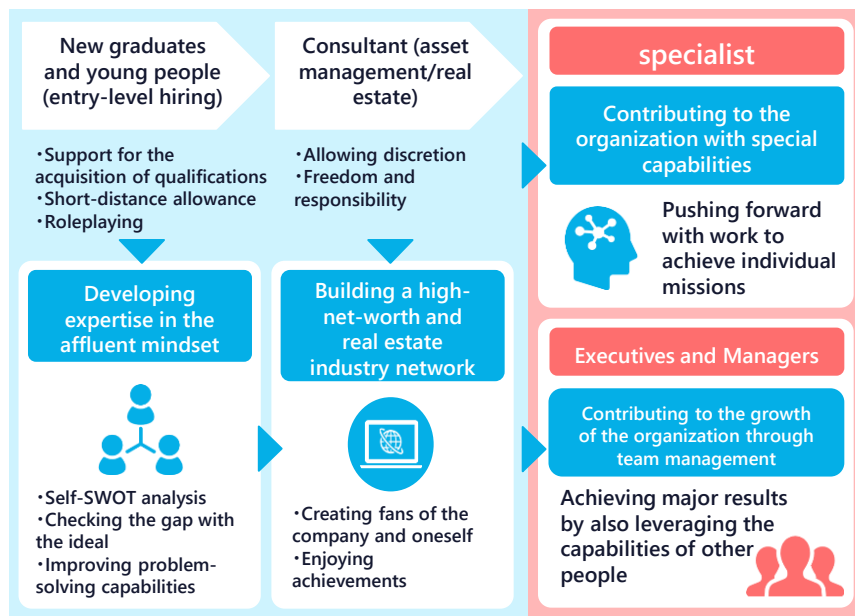 New graduates
and young people
(entry-level hiring)
・Support for the
acquisition of qualifications
・Short-distance allowance
・Roleplaying
Developing
expertise in the
affluent mindset
・Self-SWOT analysis
・Checking the gap with
the ideal
・Improving problem-
solving capabilities
Consultant (asset
management/real
estate)
・Allowing discretion
・Freedom and
responsibility
Building a high-
net-worth and
real estate
industry network
・Creating fans of the
company and oneself
・Enjoying
achievements
specialist
Contributing to the
organization with special
capabilities
Pushing forward
with work to
achieve individual
missions
Executives and Managers
Contributing to the growth
of the organization through
team management
Achieving major results
by also leveraging the
capabilities of other
people